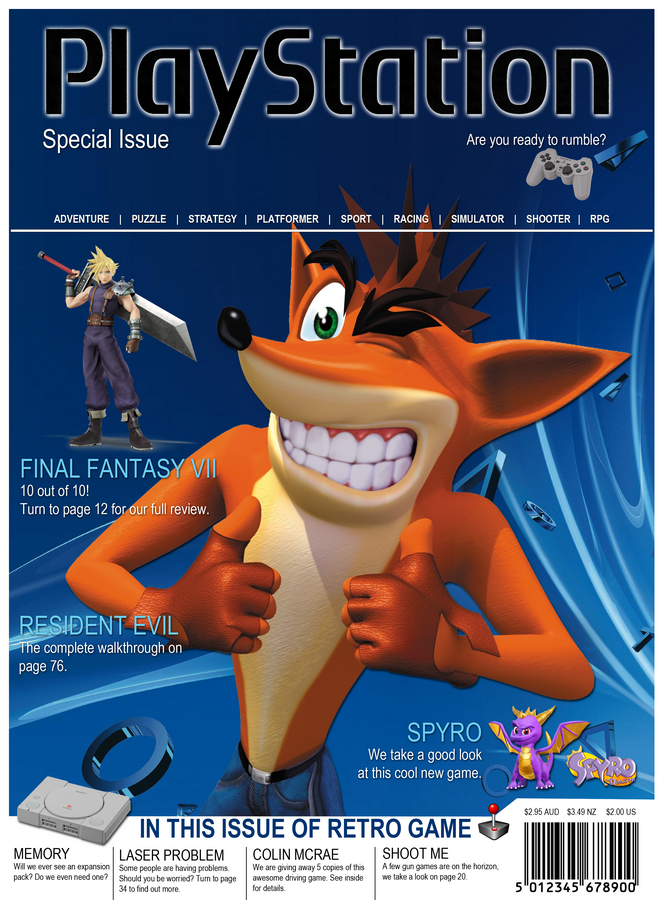 PlayStation
Special Issue
Are you ready to rumble?
ADVENTURE | PUZZLE | STRATEGY | PLATFORMER | SPORT | RACING | SIMULATOR | SHOOTER | RPG
FINAL FANTASY VII
10 out of 10!
Turn to page 12 for our full review.
RESIDENT EVIL
The complete walkthrough on
page 76.
SPYRO
We take a good look
at this cool new game.
SPYRO
IN THIS ISSUE OF RETRO GAME
$2.95 AUD $3.49 NZ $2.00 US
MEMORY
Will we ever see an expansion
pack? Do we even need one?
LASER PROBLEM
Some people are having problems.
Should you be worried? Turn to page
34 to find out more.
COLIN MCRAE
We are giving away 5 copies of this
awesome driving game. See inside
for details.
SHOOT ME
A few gun games are on the horizon,
we take a look on page 20.
5 012345 678900